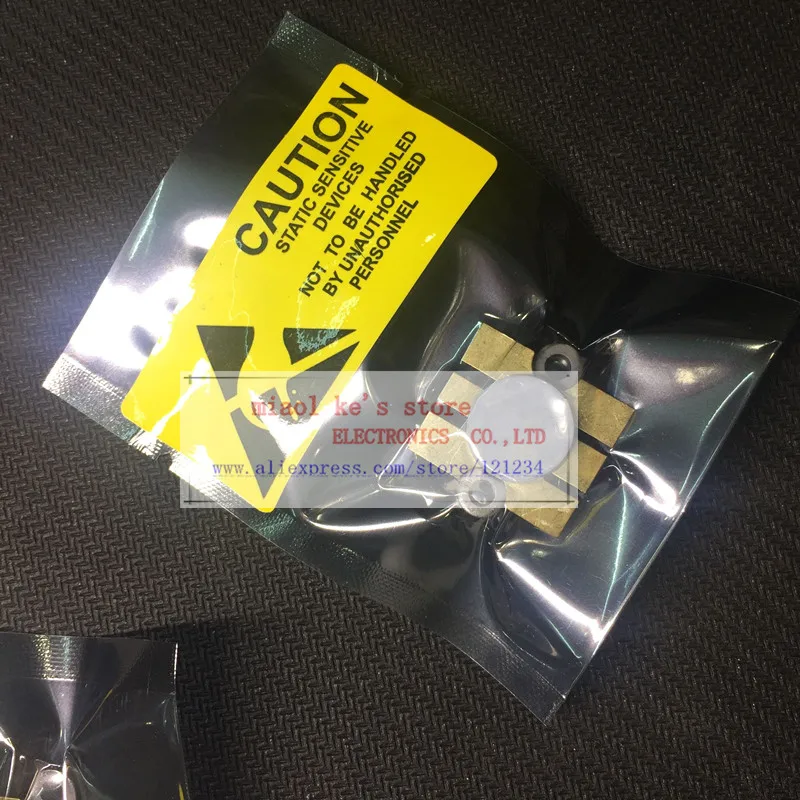 CAUTION
STATIC SENSITIVE
DEVICES
NOT TO BE HANDLED
BY UNAUTHORISED
PERSONNEL
miaol ke's store
ELECTRONICS CO.,LTD
www.aliexpress.com/store/121234